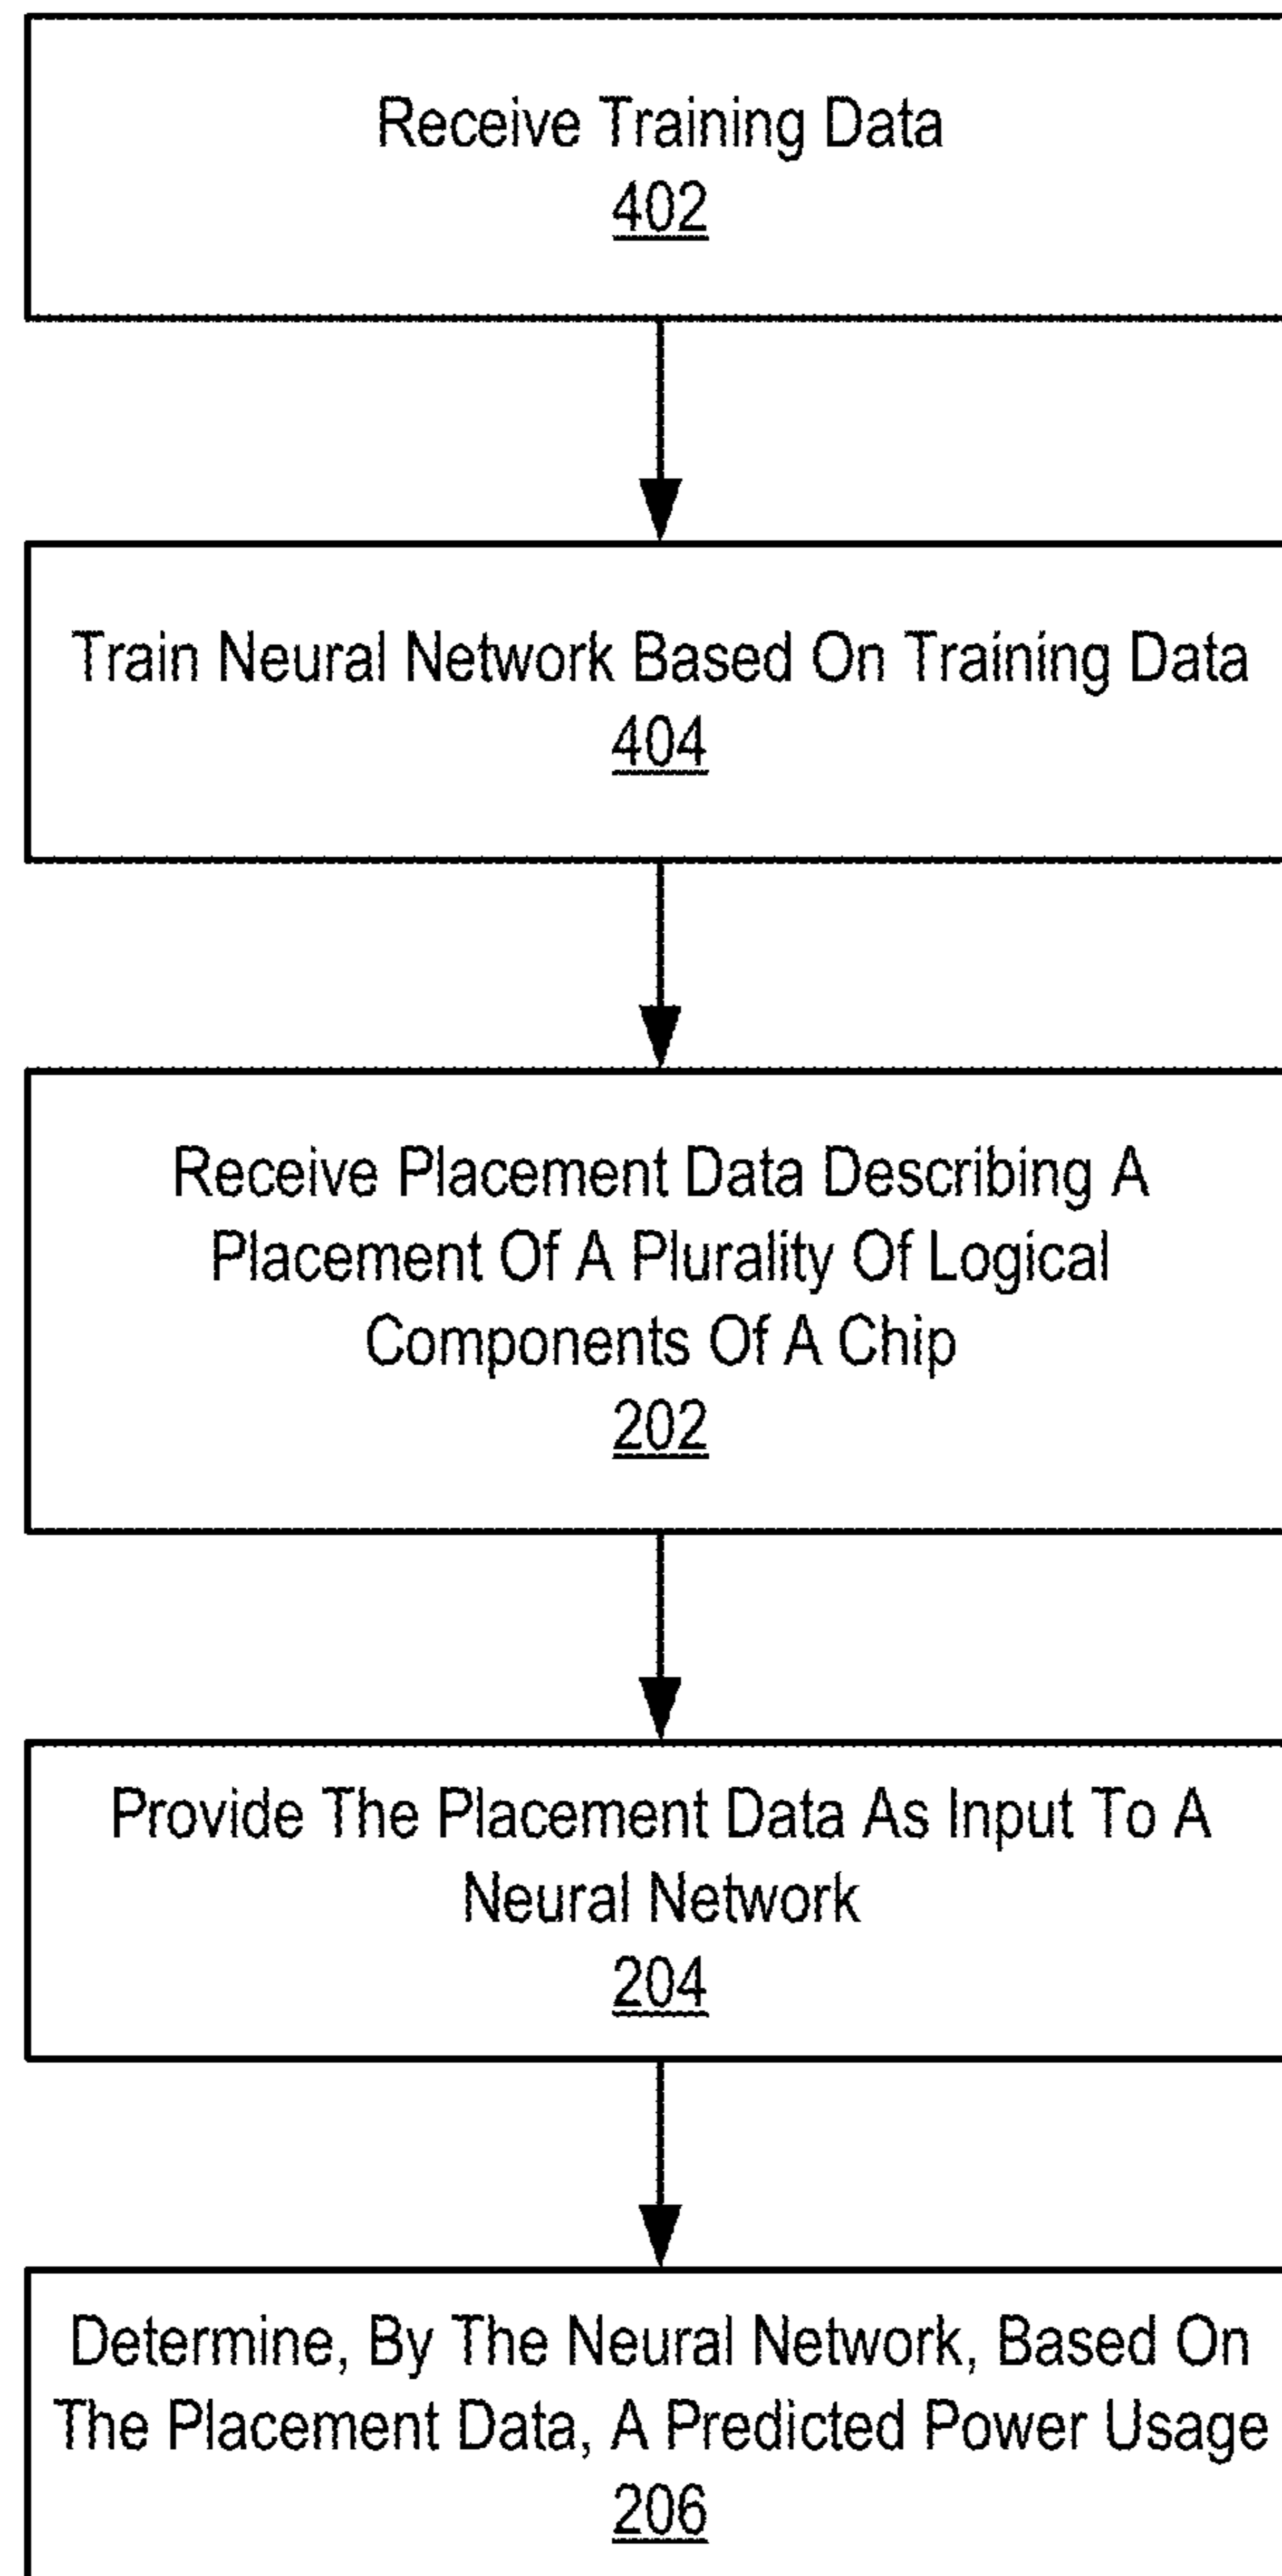 Receive Training Data
402
Train Neural Network Based On Training Data
404
Receive Placement Data Describing A
Placement Of A Plurality Of Logical
Components Of A Chip
202
Provide The Placement Data As Input To A
Neural Network
204
Determine, By The Neural Network, Based On
The Placement Data, A Predicted Power Usage
206